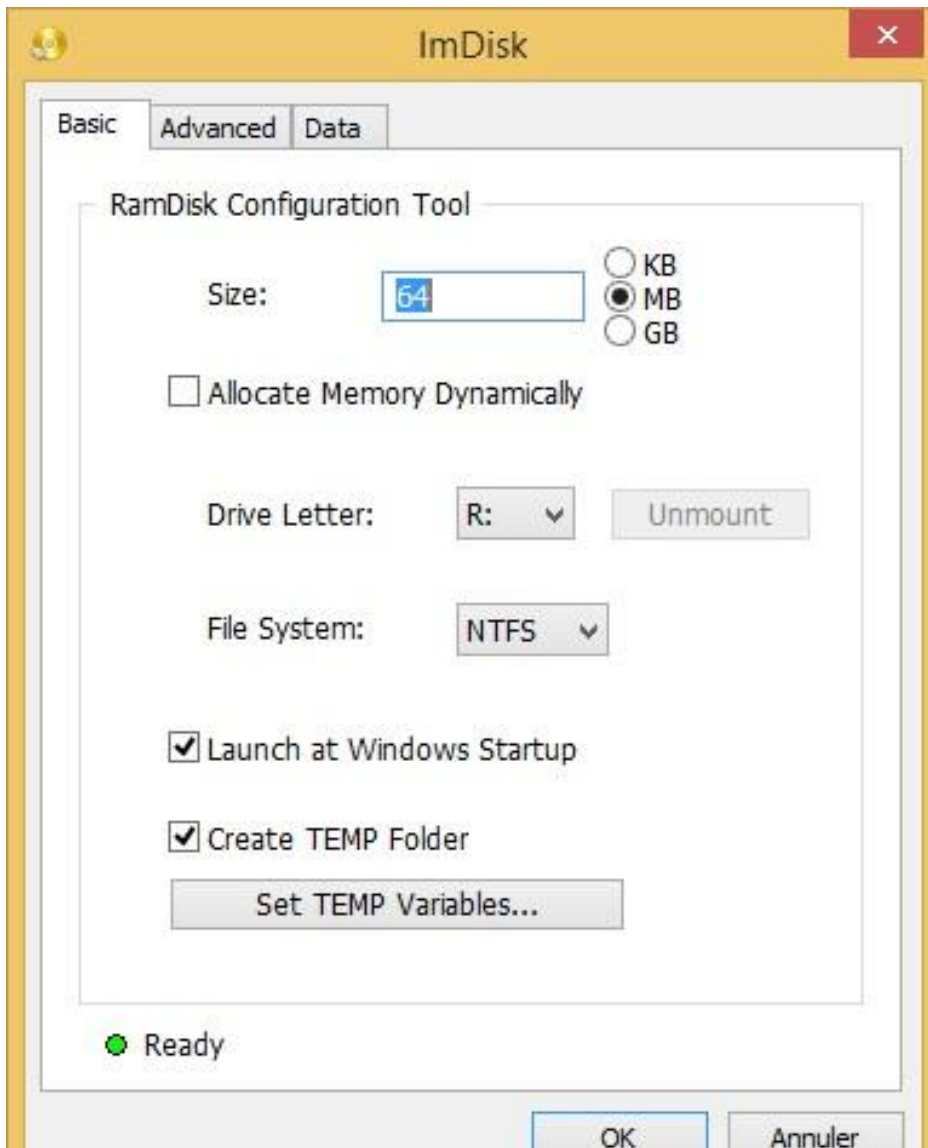 ImDisk
Basic Advanced Data
RamDisk Configuration Tool
KB
Size: 64 MB
GB
Allocate Memory Dynamically
Drive Letter: R: Unmount
File System: NTFS
Launch at Windows Startup
Create TEMP Folder
Set TEMP Variables...
Ready
OK Annuler